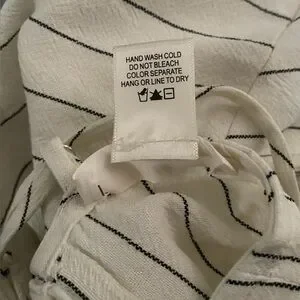 HAND WASH COLD
DO NOT BLEACH
COLOR SEPARATE
HANG OR LINE TO DRY
L